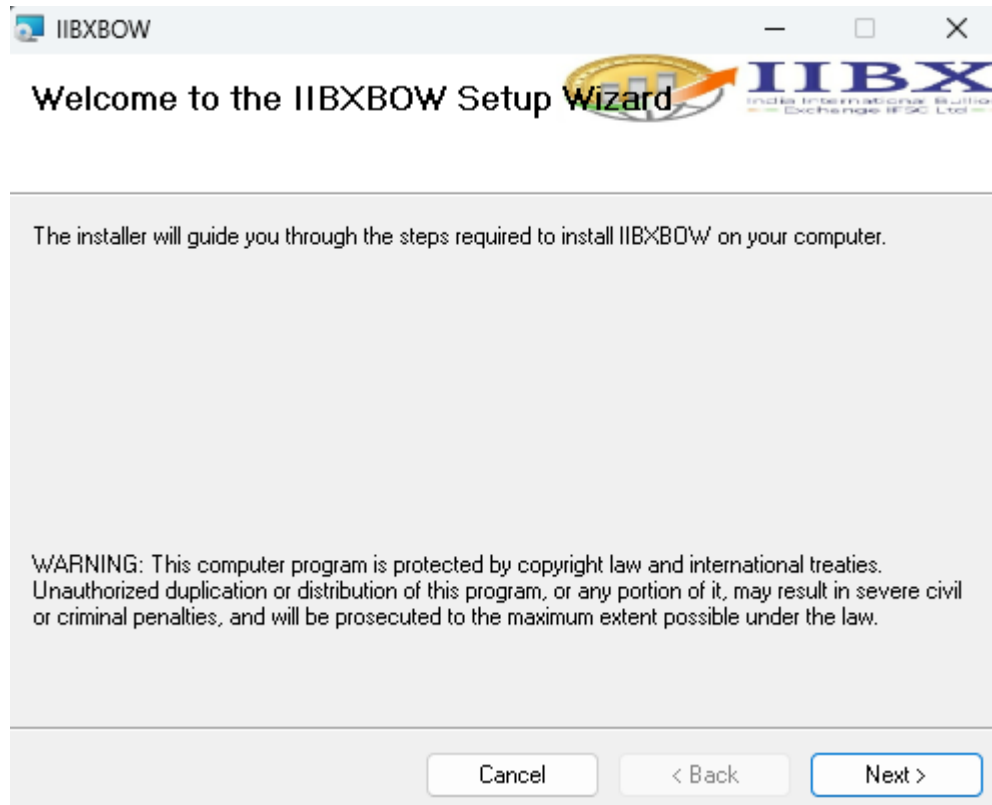 IIBXBOW
Welcome to the IIBXBOW Setup Wizard
IIBX
India International Bullio
Exchange IFSC Ltd
The installer will guide you through the steps required to install IIBXBOW on your computer.
WARNING: This computer program is protected by copyright law and international treaties.
Unauthorized duplication or distribution of this program, or any portion of it, may result in severe civil
or criminal penalties, and will be prosecuted to the maximum extent possible under the law.
Cancel
< Back
Next >